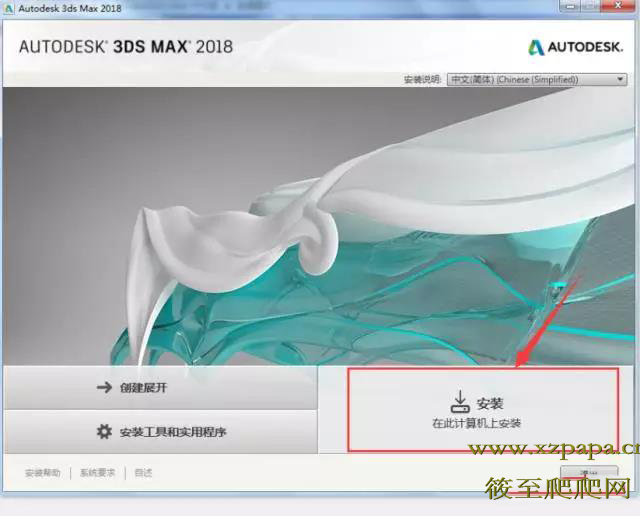 Autodesk 3ds Max 2018
AUTODESK® 3DS MAX® 2018
AUTODESK.
安装说明: 中文(简体) (Chinese (Simplified))
创建展开
安装
在此计算机上安装
安装工具和实用程序
www.xzpapa.cn
安装帮助 系统要求 自述
退出
筱至爬爬网